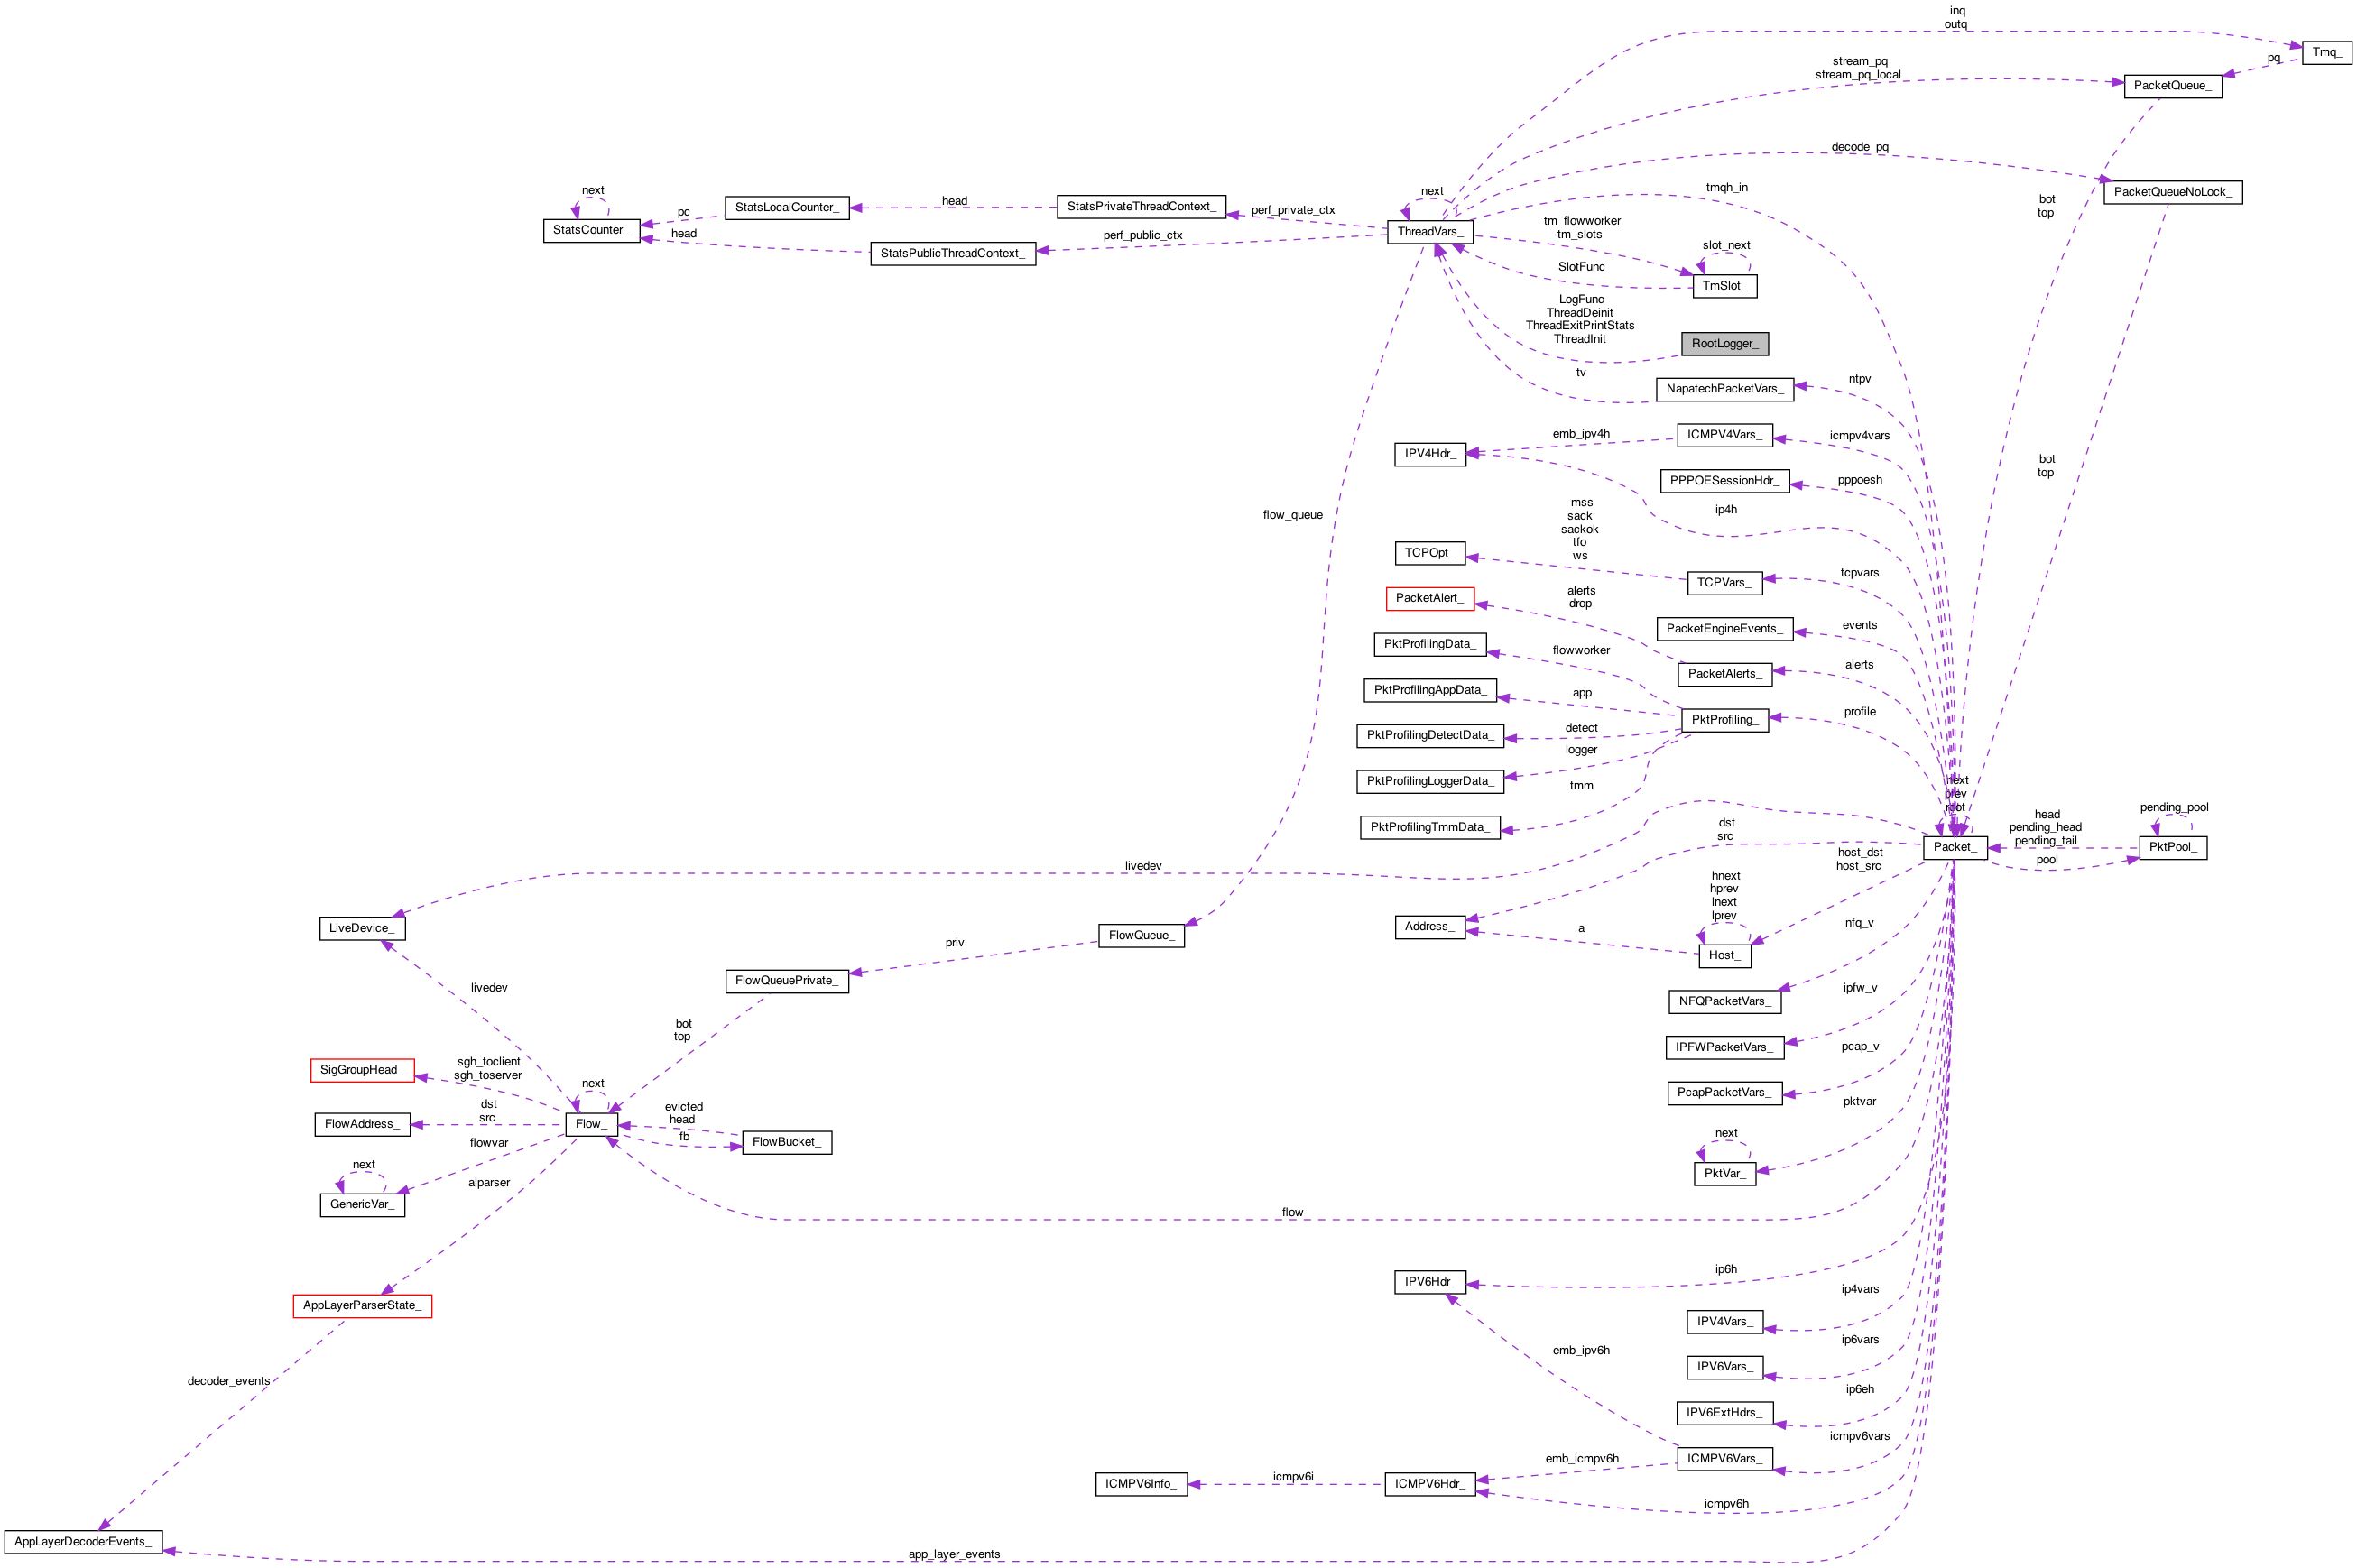 inq
outq
Tmq_
pq
stream_pq
stream_pq_local
PacketQueue_
decode_pq
PacketQueueNoLock_
tmqh_in
bot
top
next
StatsCounter_
pc
head
StatsLocalCounter_
head
StatsPrivateThreadContext_
StatsPublicThreadContext_
perf_private_ctx
perf_public_ctx
next
ThreadVars_
tm_flowworker
tm_slots
SlotFunc
slot_next
TmSlot_
LogFunc
ThreadDeinit
ThreadExitPrintStats
ThreadInit
RootLogger_
tv
NapatechPacketVars_
ntpv
emb_ipv4h
ICMPV4Vars_
icmpv4vars
IPV4Hdr_
PPPOESessionHdr_
pppoesh
ip4h
bot
top
flow_queue
mss
sack
sackok
tfo
ws
TCPOpt_
TCPVars_
tcpvars
PacketAlert_
alerts
drop
PacketEngineEvents_
events
PktProfilingData_
flowworker
PacketAlerts_
alerts
PktProfilingAppData_
app
PktProfiling_
profile
PktProfilingDetectData_
detect
PktProfilingLoggerData_
logger
PktProfilingTmmData_
tmm
next
prev
root
Packet_
head
pending_head
pending_tail
pool
pending_pool
PktPool_
dst
src
host_dst
host_src
livedev
hnext
hprev
lnext
lprev
Host_
a
Address_
LiveDevice_
FlowQueue_
priv
FlowQueuePrivate_
nfq_v
NFQPacketVars_
livedev
bot
top
ipfw_v
IPFWPacketVars_
SigGroupHead_
sgh_toclient
sgh_toserver
next
Flow_
evicted
head
fb
FlowBucket_
pcap_v
PcapPacketVars_
dst
src
FlowAddress_
flowvar
pktvar
next
PktVar_
next
GenericVar_
alparser
flow
AppLayerParserState_
IPV6Hdr_
ip6h
ip4vars
IPV4Vars_
ip6vars
IPV6Vars_
emb_ipv6h
decoder_events
ip6eh
IPV6ExtHdrs_
icmpv6vars
ICMPV6Vars_
emb_icmpv6h
ICMPV6Info_
icmpv6i
ICMPV6Hdr_
icmpv6h
AppLayerDecoderEvents_
app_layer_events